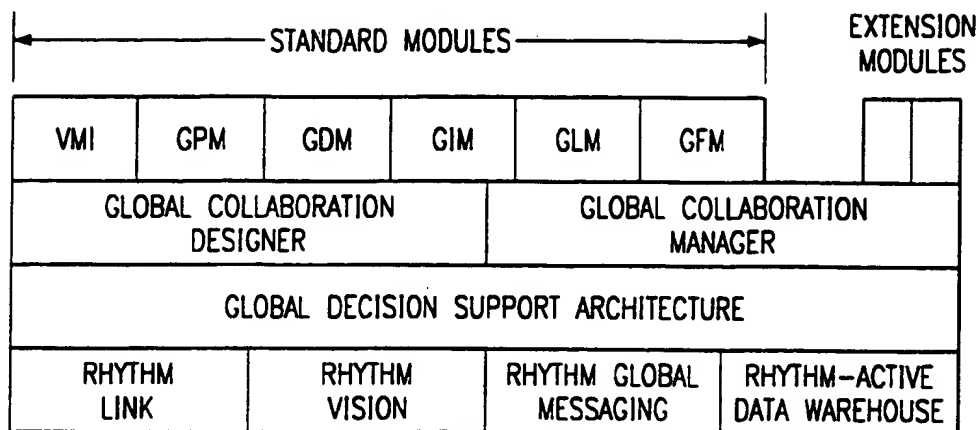 STANDARD MODULES
EXTENSION
MODULES
VMI GPM GDM GIM GLM GFM
GLOBAL COLLABORATION
DESIGNER
GLOBAL COLLABORATION
MANAGER
GLOBAL DECISION SUPPORT ARCHITECTURE
RHYTHM
LINK
RHYTHM
VISION
RHYTHM GLOBAL
MESSAGING
RHYTHM-ACTIVE
DATA WAREHOUSE